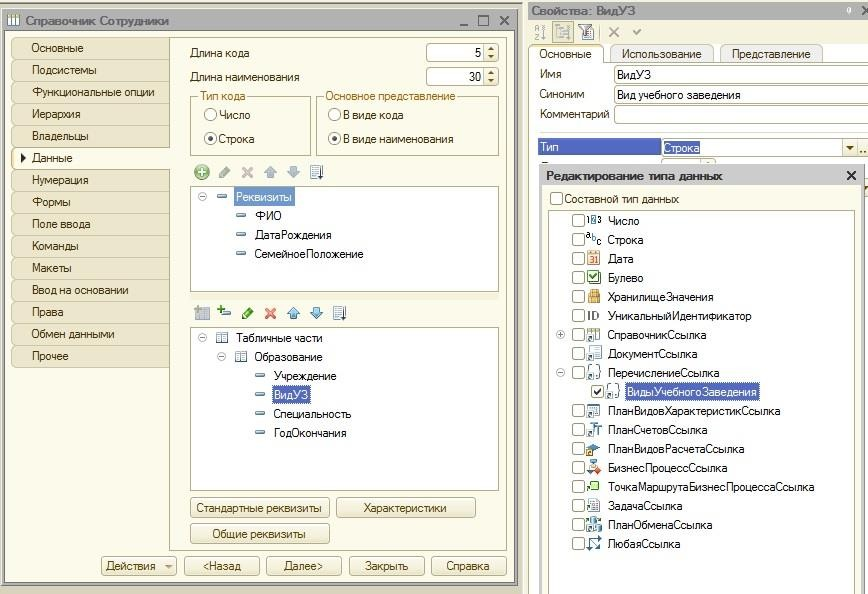 Справочник Сотрудники
Основные
Подсистемы
Функциональные опции
Иерархия
Владельцы
Данные
Нумерация
Формы
Поле ввода
Команды
Макеты
Ввод на основании
Права
Обмен данными
Прочее
Длина кода 5
Длина наименования 30
Тип кода
Число
Строка
Основное представление
В виде кода
В виде наименования
Реквизиты
ФИО
ДатаРождения
СемейноеПоложение
Табличные части
Образование
Учреждение
ВидУЗ
Специальность
ГодОкончания
Стандартные реквизиты Характеристики
Общие реквизиты
Действия <Назад Далее> Закрыть Справка
Свойства: ВидУЗ
Основные Использование Представление
Имя ВидУЗ
Синоним Вид учебного заведения
Комментарий
Тип Строка
Редактирование типа данных
Составной тип данных
Число
Строка
Дата
Булево
ХранилищеЗначения
УникальныйИдентификатор
СправочникСсылка
ДокументСсылка
ПеречислениеСсылка
ВидыУчебногоЗаведения
ПланВидовХарактеристикСсылка
ПланСчетовСсылка
ПланВидовРасчетаСсылка
БизнесПроцессСсылка
ТочкаМаршрутаБизнесПроцессаСсылка
ЗадачаСсылка
ПланОбменаСсылка
ЛюбаяСсылка